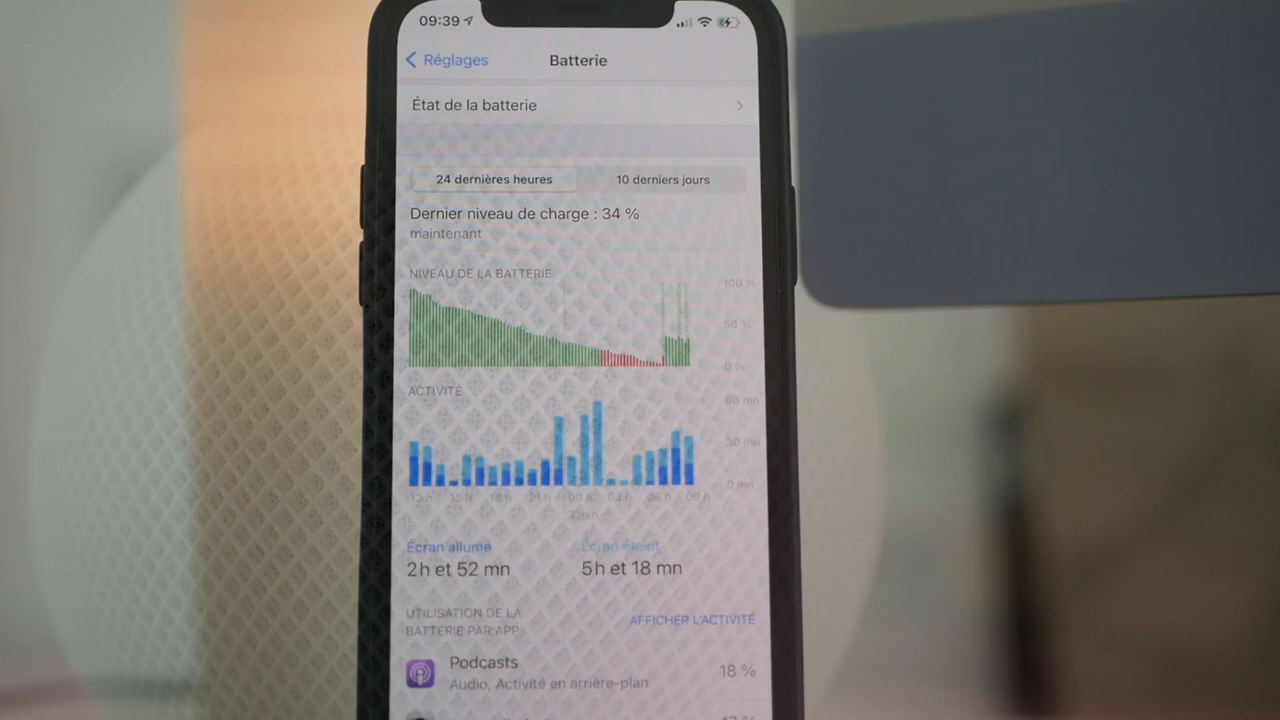 09:39
Réglages
Batterie
État de la batterie
24 dernières heures
10 derniers jours
Dernier niveau de charge : 34 %
maintenant
NIVEAU DE LA BATTERIE
100 %
50 %
0 %
ACTIVITÉ
60 mn
30 mn
0 mn
12 h 15 h 18 h 21 h 00 h 03 h 06 h 09 h
Écran allumé
Écran éteint
2 h et 52 mn
5 h et 18 mn
UTILISATION DE LA
BATTERIE PAR APP
AFFICHER L'ACTIVITÉ
Podcasts
18 %
Audio, Activité en arrière-plan